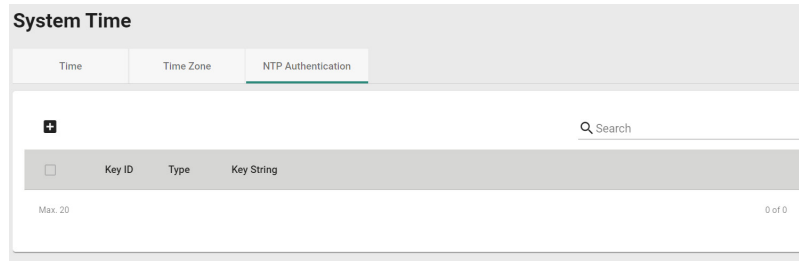 System Time
Time Time Zone NTP Authentication
Search
Key ID Type Key String
Max. 20 0 of 0